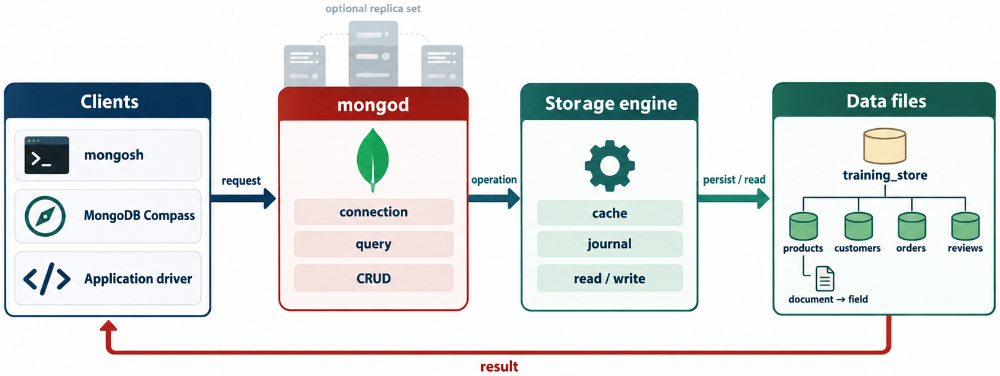 optional replica set
Clients
mongosh
MongoDB Compass
Application driver
request
mongod
connection
query
CRUD
operation
Storage engine
cache
journal
read / write
persist / read
Data files
training_store
products customers orders reviews
document → field
result